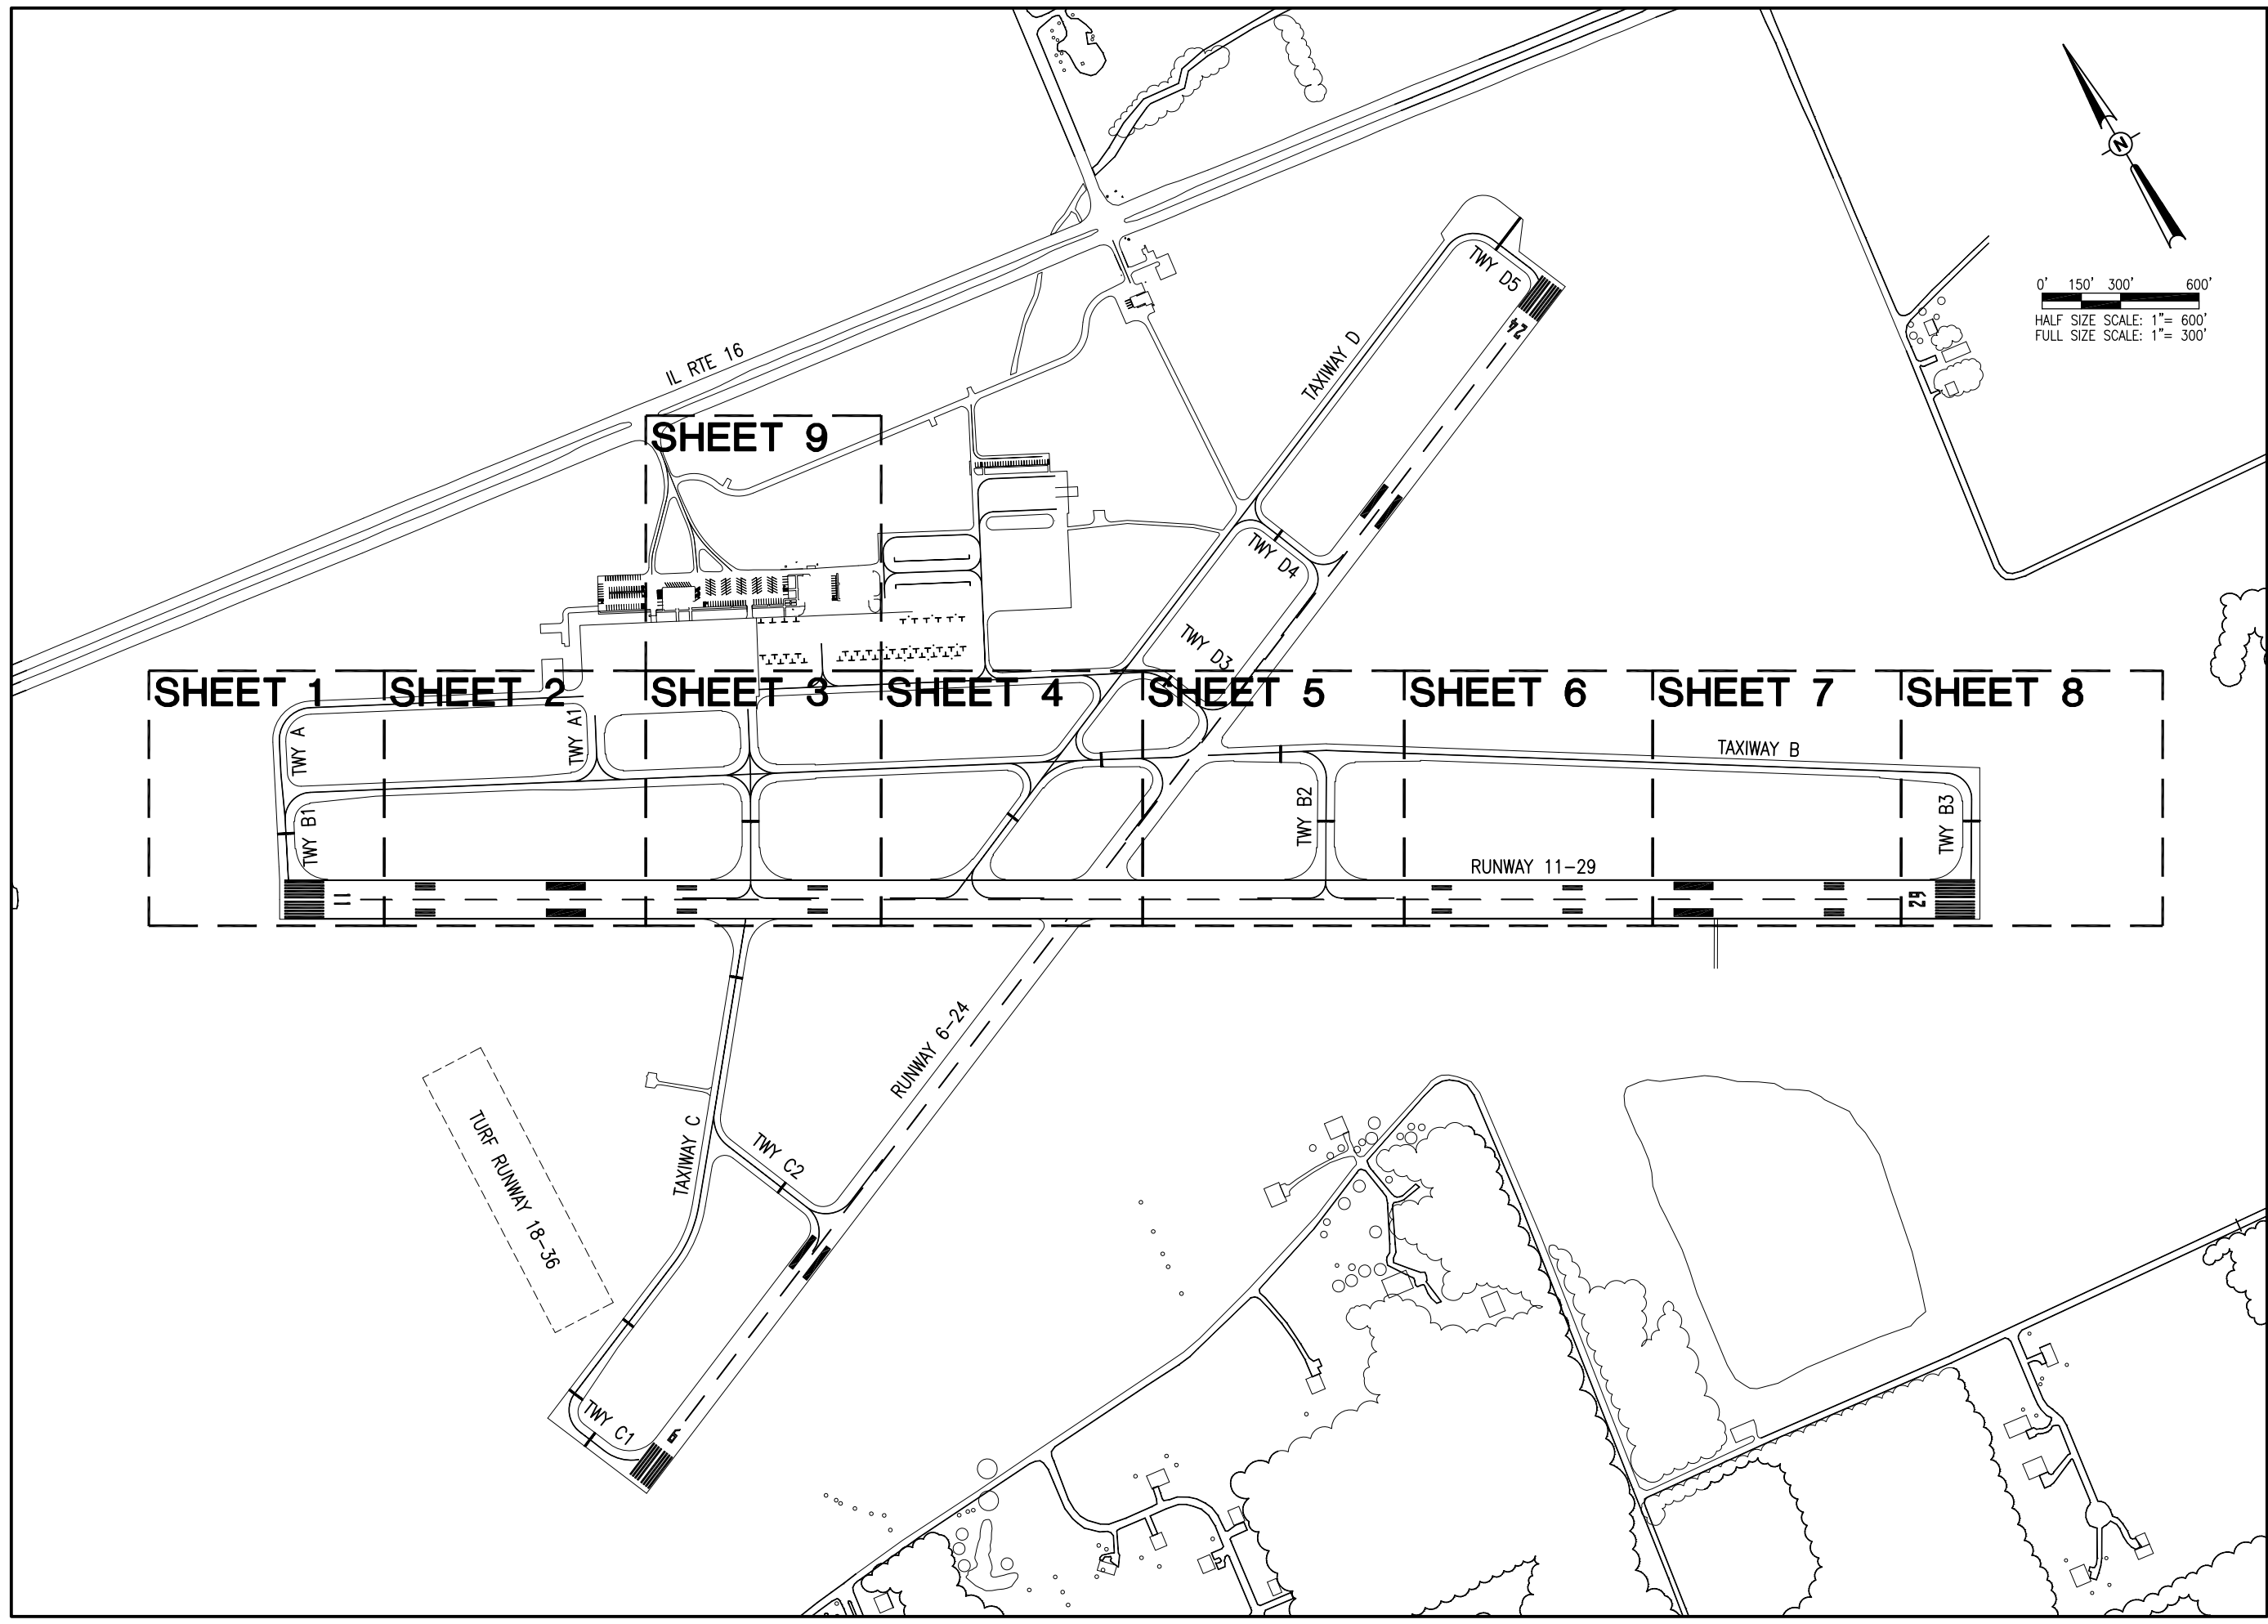 N
0' 150' 300' 600'
HALF SIZE SCALE: 1"= 600'
FULL SIZE SCALE: 1"= 300'
TWY D5
24
TAXIWAY D
IL RTE 16
SHEET 9
TWY D4
TWY D3
SHEET 1
SHEET 2
SHEET 3
SHEET 4
SHEET 5
SHEET 6
SHEET 7
SHEET 8
TWY A
TWY A1
TAXIWAY B
TWY B1
TWY B2
TWY B3
RUNWAY 11-29
11
29
RUNWAY 6-24
TURF RUNWAY 18-36
TAXIWAY C
TWY C2
TWY C1
6